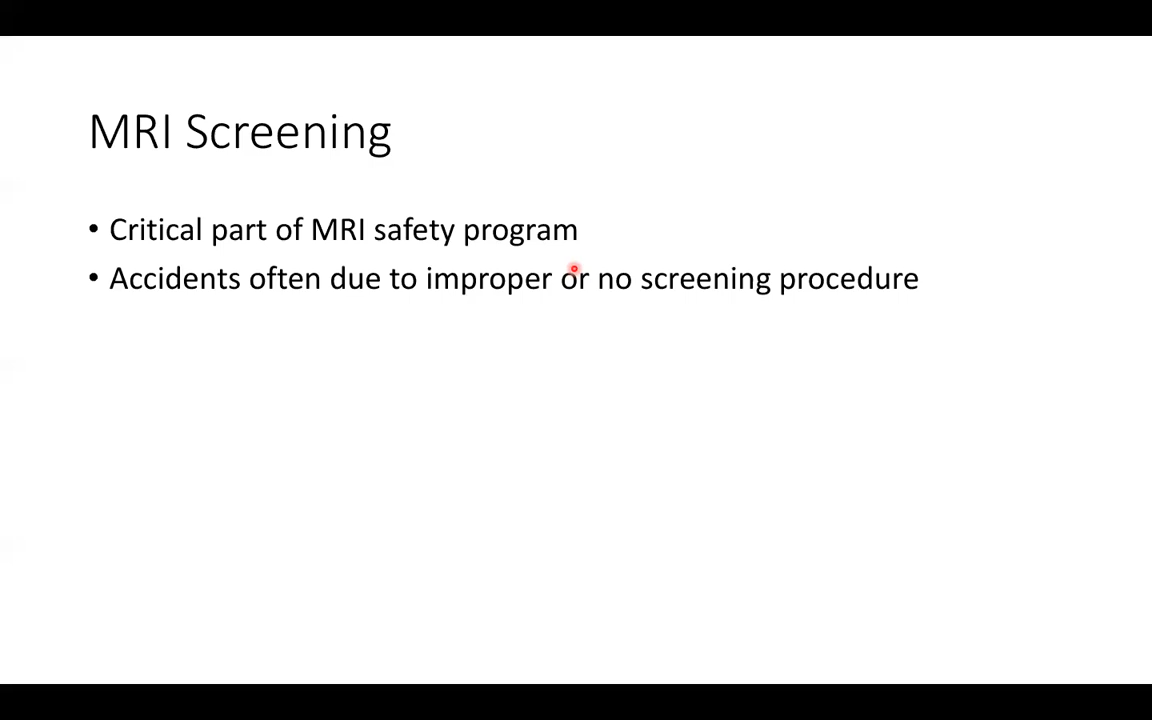 MRI Screening
• Critical part of MRI safety program
• Accidents often due to improper or no screening procedure